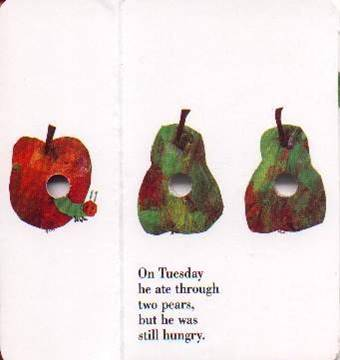 On Tuesday
he ate through
two pears,
but he was
still hungry.